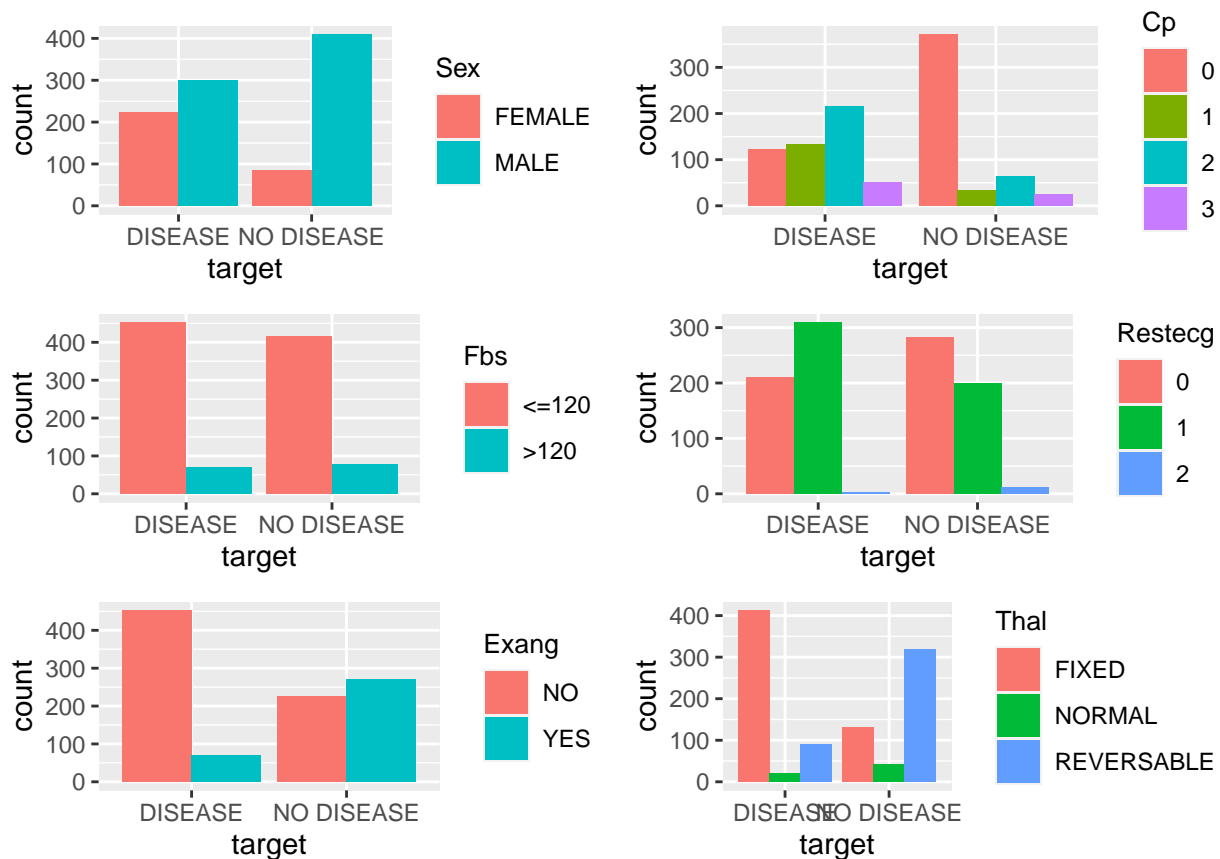 count
400
300
200
100
0
DISEASE NO DISEASE
target
Sex
FEMALE
MALE
count
300
200
100
0
DISEASE NO DISEASE
target
Cp
0
1
2
3
count
400
300
200
100
0
DISEASE NO DISEASE
target
Fbs
<=120
>120
count
300
200
100
0
DISEASE NO DISEASE
target
Restecg
0
1
2
count
400
300
200
100
0
DISEASE NO DISEASE
target
Exang
NO
YES
count
400
300
200
100
0
DISEASE NO DISEASE
target
Thal
FIXED
NORMAL
REVERSABLE